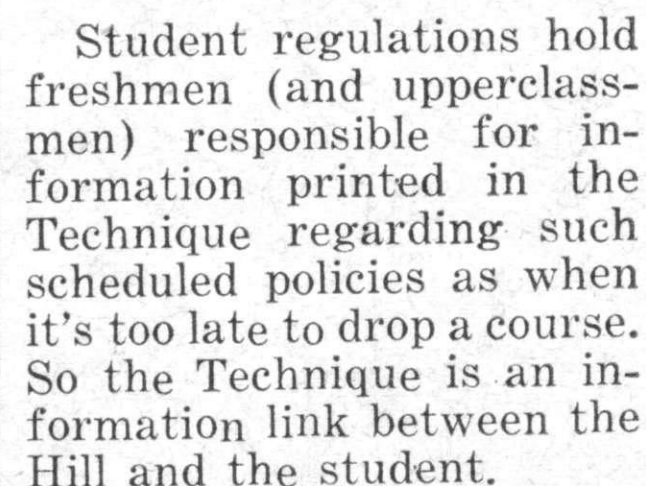 Student regulations hold
freshmen (and upperclass-
men) responsible for in-
formation printed in the
Technique regarding such
scheduled policies as when
it's too late to drop a course.
So the Technique is an in-
formation link between the
Hill and the student.